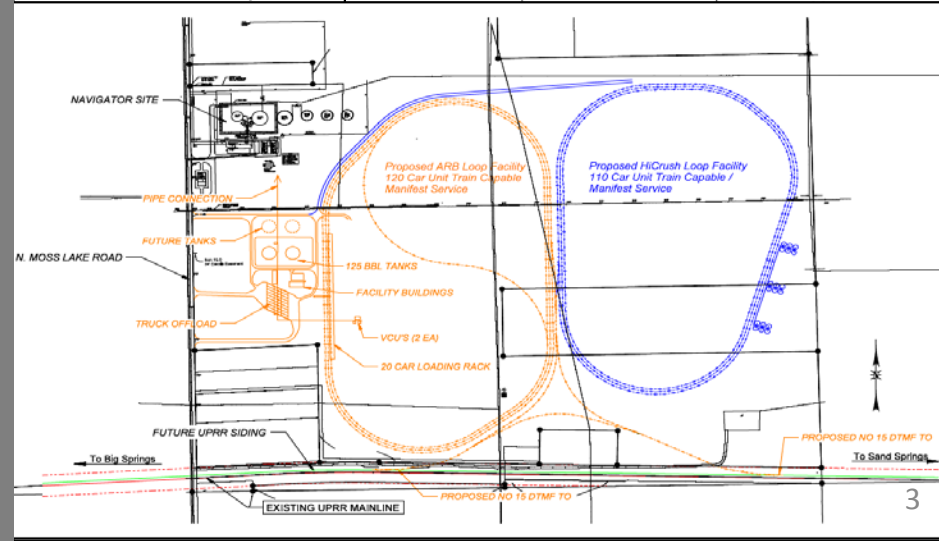 NAVIGATOR SITE
Proposed ARB Loop Facility
120 Car Unit Train Capable
Manifest Service
Proposed HiCrush Loop Facility
110 Car Unit Train Capable /
Manifest Service
PIPE CONNECTION
FUTURE TANKS
N. MOSS LAKE ROAD
125 BBL TANKS
FACILITY BUILDINGS
TRUCK OFFLOAD
VCU'S (2 EA)
20 CAR LOADING RACK
FUTURE UPRR SIDING
PROPOSED NO 15 DTMF TO
To Big Springs
To Sand Springs
PROPOSED NO 15 DTMF TO
EXISTING UPRR MAINLINE
3